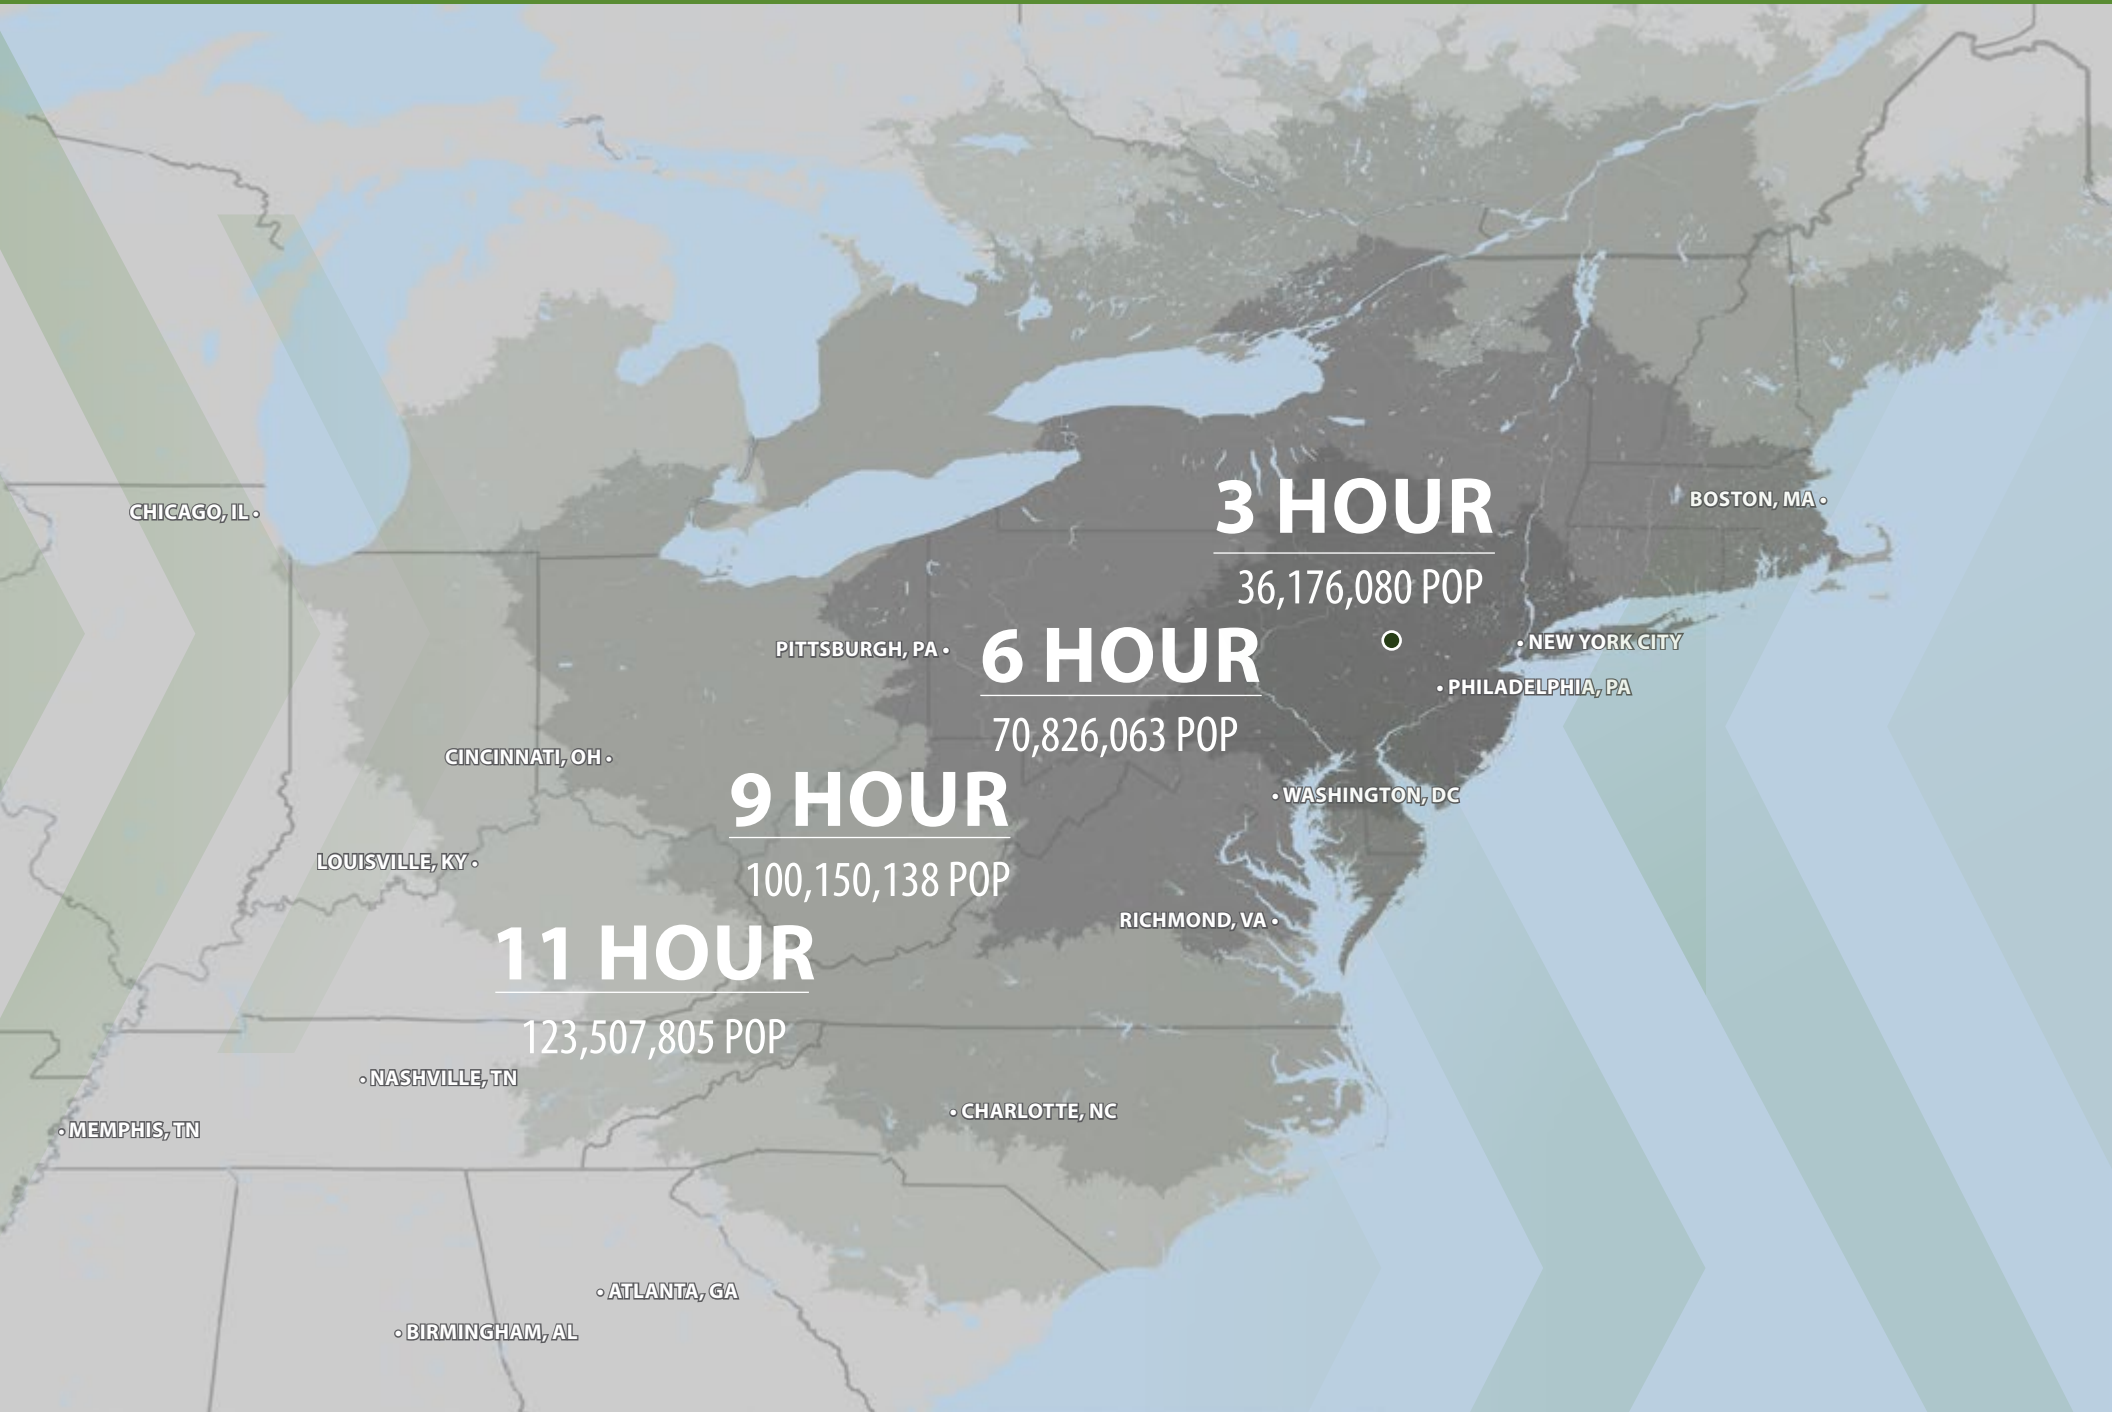 3 HOUR
36,176,080 POP
BOSTON, MA
CHICAGO, IL
6 HOUR
70,826,063 POP
PITTSBURGH, PA
NEW YORK CITY
PHILADELPHIA, PA
CINCINNATI, OH
9 HOUR
100,150,138 POP
WASHINGTON, DC
LOUISVILLE, KY
RICHMOND, VA
11 HOUR
123,507,805 POP
NASHVILLE, TN
CHARLOTTE, NC
MEMPHIS, TN
ATLANTA, GA
BIRMINGHAM, AL